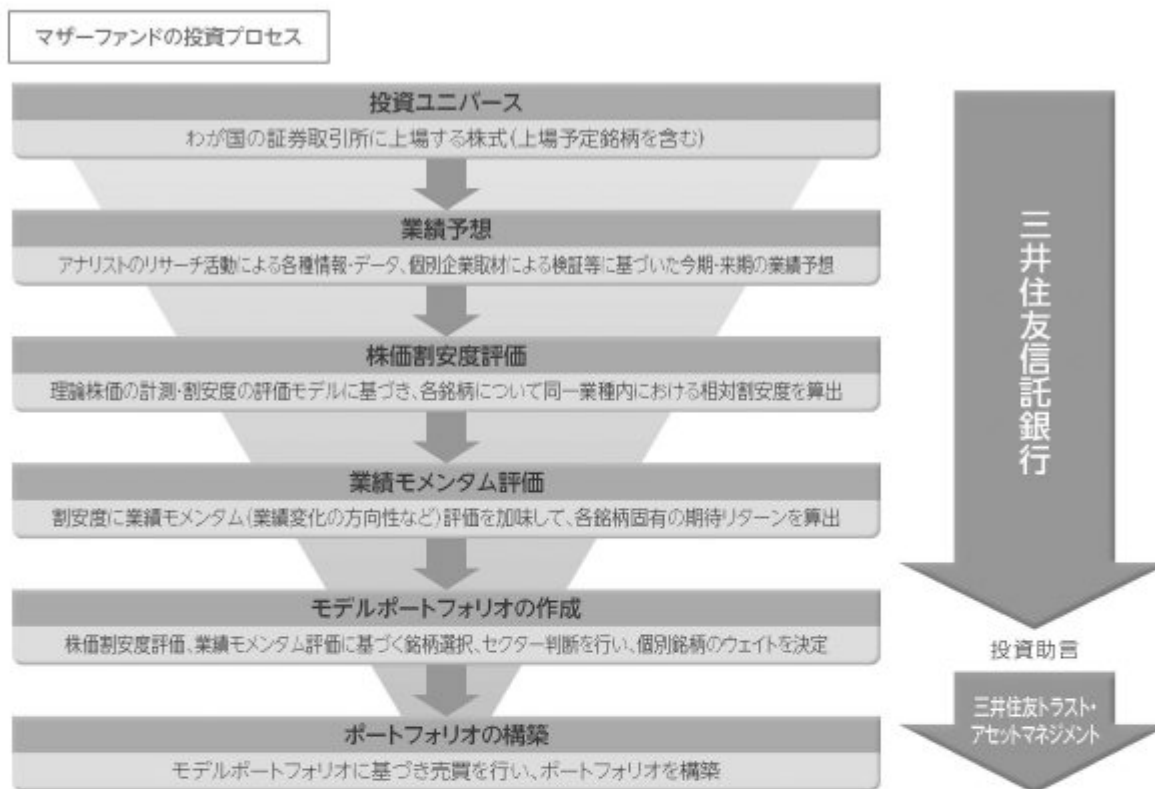 マザーファンドの投資プロセス
投資ユニバース
わが国の証券取引所に上場する株式(上場予定銘柄を含む)
業績予想
アナリストのリサーチ活動による各種情報・データ、個別企業取材による検証等に基づいた今期・来期の業績予想
株価割安度評価
理論株価の計測・割安度の評価モデルに基づき、各銘柄について同一業種内における相対割安度を算出
業績モメンタム評価
割安度に業績モメンタム(業績変化の方向性など)評価を加味して、各銘柄固有の期待リターンを算出
モデルポートフォリオの作成
株価割安度評価、業績モメンタム評価に基づく銘柄選択、セクター判断を行い、個別銘柄のウェイトを決定
ポートフォリオの構築
モデルポートフォリオに基づき売買を行い、ポートフォリオを構築
三井住友信託銀行
投資助言
三井住友トラスト・
アセットマネジメント